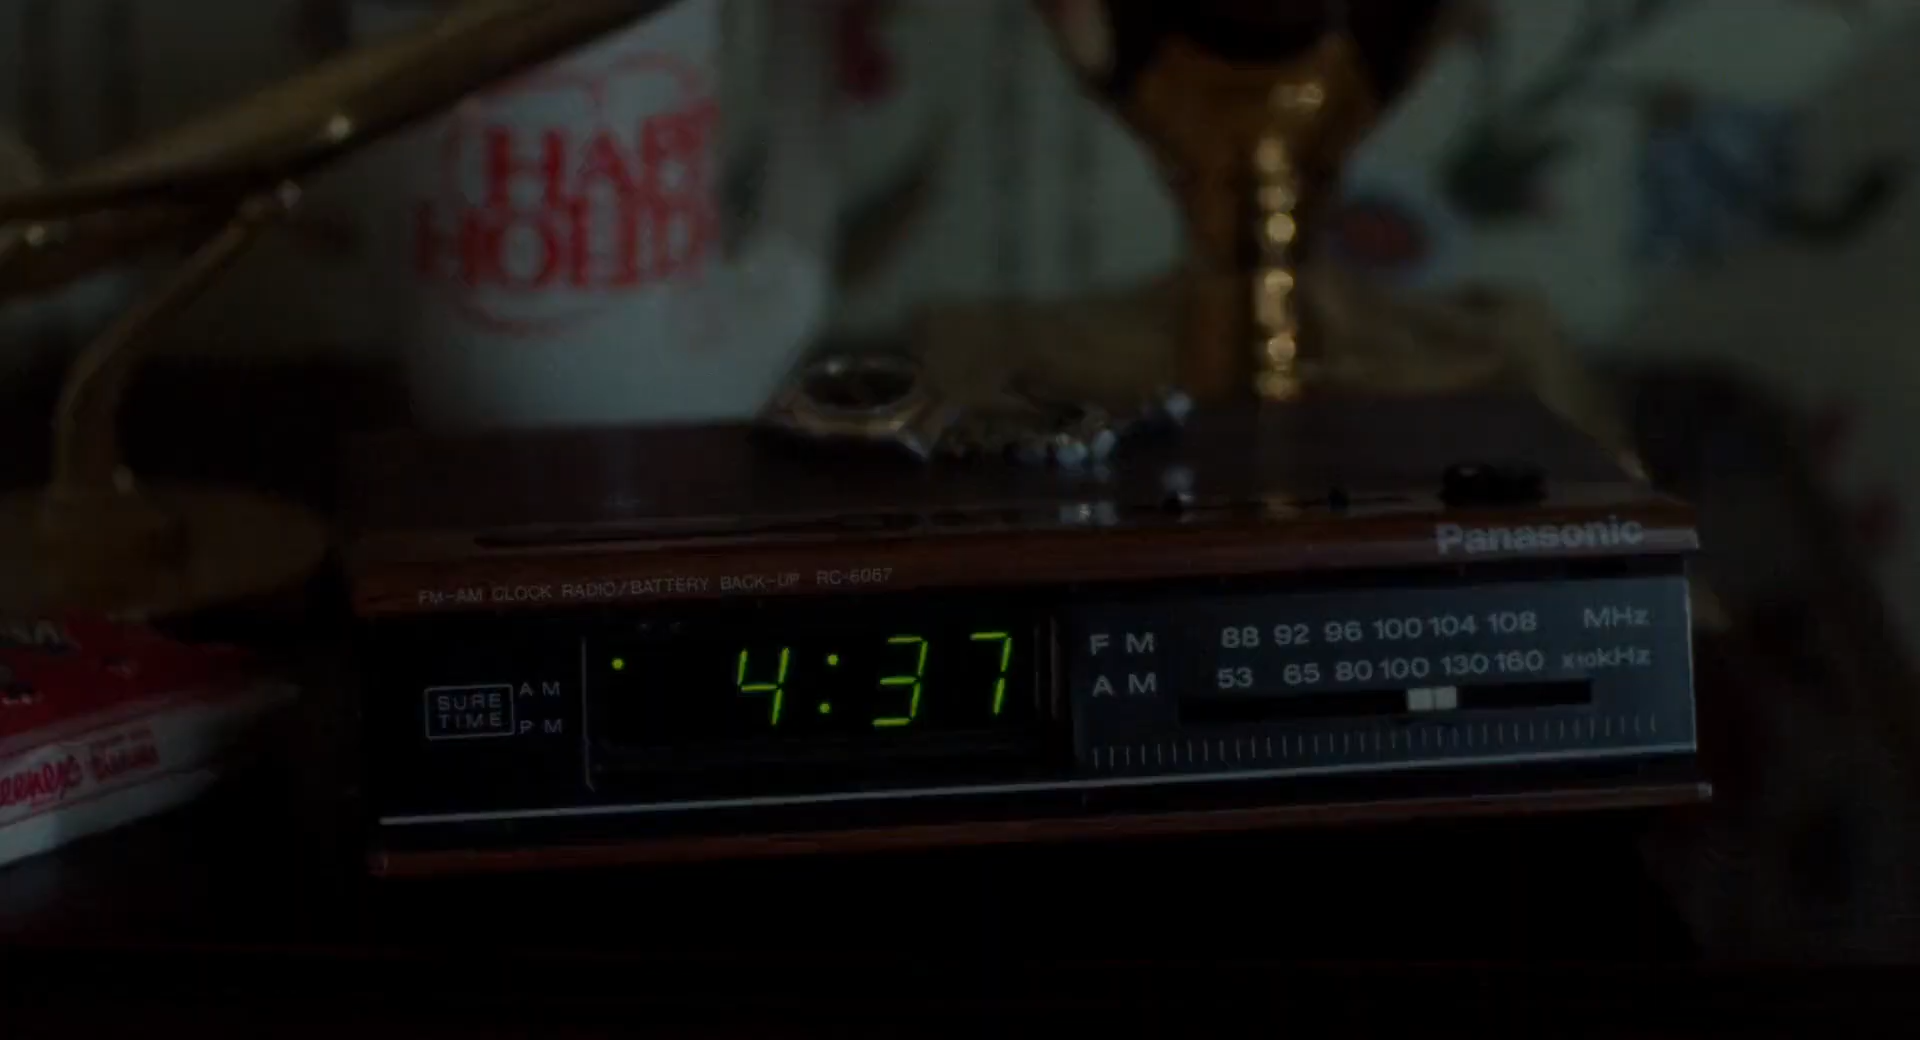 Panasonic
FM-AM CLOCK RADIO/BATTERY BACK-UP RC-6067
SURE
TIME
AM
PM
4:37
FM 88 92 96 100 104 108 MHz
AM 53 65 80 100 130 160 x10kHz